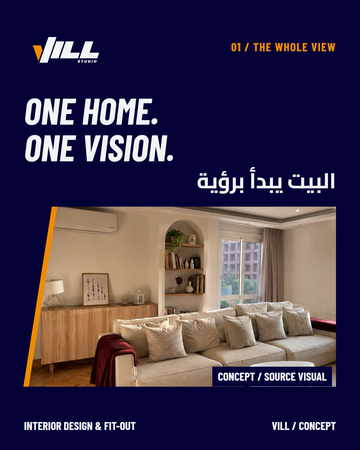 VILL
STUDIO
01 / THE WHOLE VIEW
ONE HOME.
ONE VISION.
البيت يبدأ برؤية
CONCEPT / SOURCE VISUAL
INTERIOR DESIGN & FIT-OUT
VILL / CONCEPT